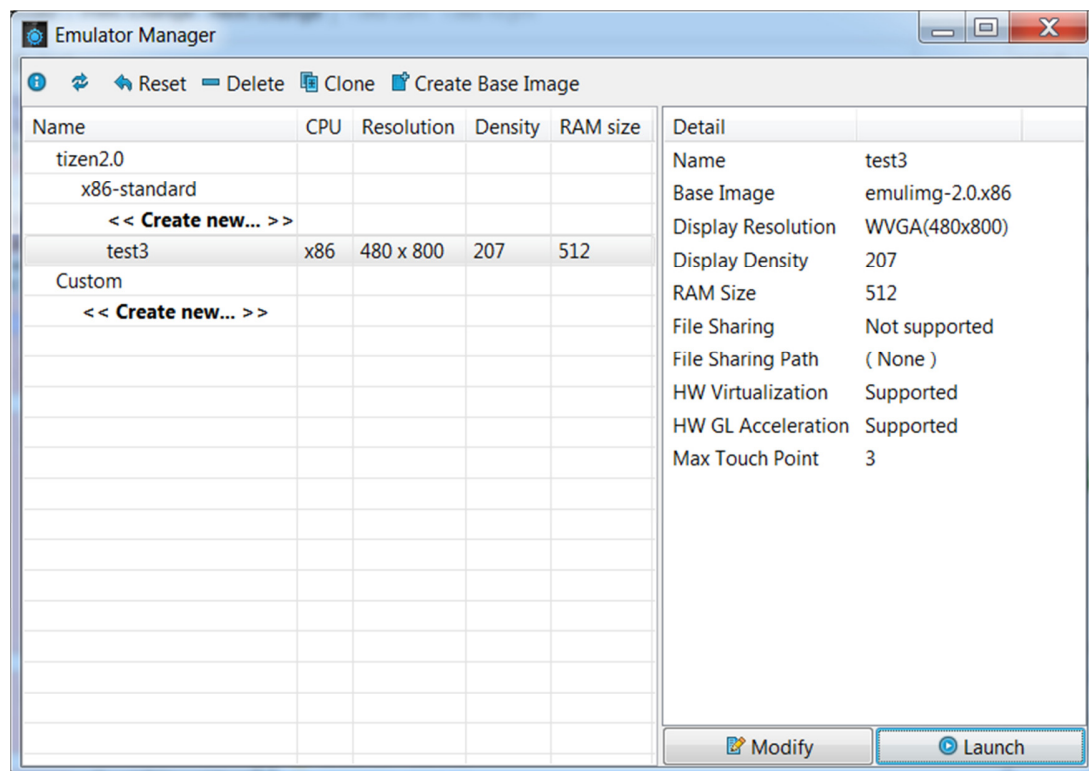 Emulator Manager
Reset Delete Clone Create Base Image
Name CPU Resolution Density RAM size
tizen2.0
x86-standard
<< Create new... >>
test3 x86 480 x 800 207 512
Custom
<< Create new... >>
Detail
Name test3
Base Image emulimg-2.0.x86
Display Resolution WVGA(480x800)
Display Density 207
RAM Size 512
File Sharing Not supported
File Sharing Path ( None )
HW Virtualization Supported
HW GL Acceleration Supported
Max Touch Point 3
Modify Launch